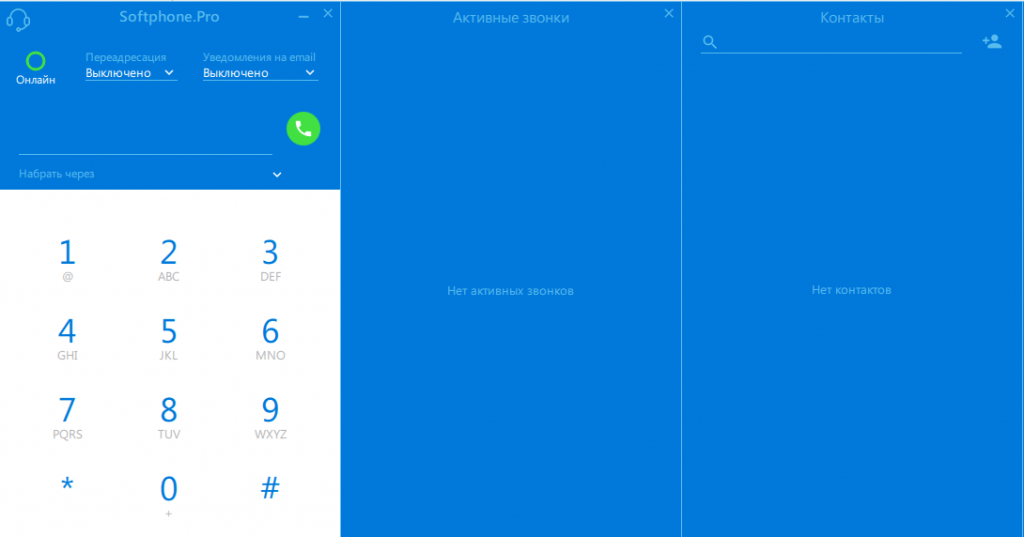 Softphone.Pro
Онлайн
Переадресация
Выключено
Уведомления на email
Выключено
Набрать через
1
@
2
ABC
3
DEF
4
GHI
5
JKL
6
MNO
7
PQRS
8
TUV
9
WXYZ
*
0
+
#
Активные звонки
Нет активных звонков
Контакты
Нет контактов